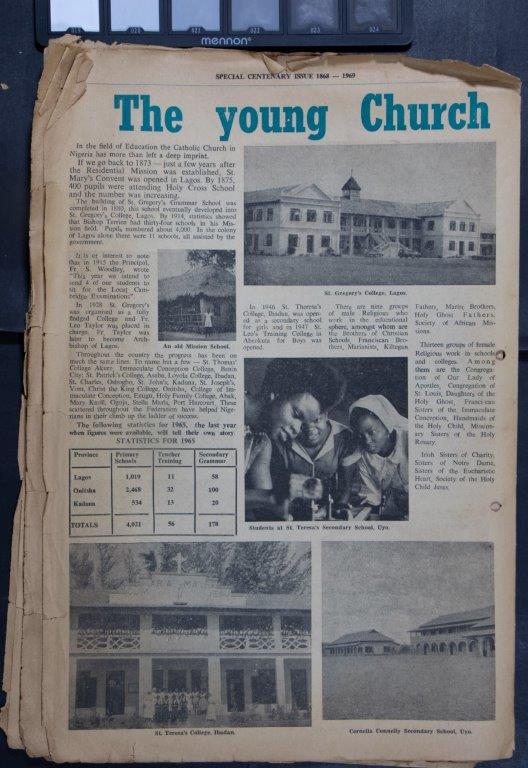 mennon
SPECIAL CENTENARY ISSUE 1868 — 1969
The young Church
In the field of Education the Catholic Church in
Nigeria has more than left a deep imprint.
If we go back to 1873 — just a few years after
the Residential Mission was established, St.
Mary's Convent was opened in Lagos. By 1875,
400 pupils were attending Holy Cross School
and the number was increasing.
The building of St. Gregory's Grammar School was
completed in 1880, this school eventually developed into
St. Gregory's College, Lagos. By 1914, statistics showed
that Bishop Terrien had thirty-four schools in his Mis-
sion field. Pupils numbered about 4,000. In the colony
of Lagos alone there were 11 schools, all assisted by the
government.
It is of interest to note
that in 1915 the Principal,
Fr. S. Woodley, wrote
"This year we intend to
send 4 of our students to
sit for the Local Cam-
bridge Examinations"
In 1928 St. Gregory's
was organised as a fully
fledged College and Fr.
Leo Taylor was placed in
charge. Fr. Taylor was
later to become Arch-
bishop of Lagos.
An old Mission School.
Throughout the country the progress has been on
much the same lines. To name but a few — St. Thomas'
College Akure, Immaculate Conception College, Benin
City; St. Patrick's College, Asaba, Loyola College, Ibadan,
St. Charles, Oshogbo, St. John's, Kaduna, St. Joseph's,
Vom, Christ the King College, Onitsha, College of Im-
maculate Conception, Enugu, Holy Family College, Abak,
Mary Knoll, Ogoja, Stella Maris, Port Harcourt. These
scattered throughout the Federation have helped Nige-
rians in their climb up the ladder of success.
The following statistics for 1965, the last year
when figures were available, will tell their own story.
STATISTICS FOR 1965
Province Primary Schools Teacher Training Secondary Grammar
Lagos 1,019 11 58
Onitsha 2,468 32 100
Kaduna 534 13 20
TOTALS 4,021 56 178
St. Gregory's College, Lagos.
In 1946 St. Theresa's
College, Ibadan, was open-
ed as a secondary school
for girls and in 1947 St.
Leo's Training College in
Abeokuta for Boys was
opened.
There are nine groups
of male Religious who
work in the educational
sphere, amongst whom are
the Brothers of Christian
Schools, Franciscan Bro-
thers, Marianists, Kiltegan
Fathers, Marist Brothers,
Holy Ghost Fathers,
Society of African Mis-
sions.
Thirteen groups of female
Religious work in schools
and colleges. Among
them are the Congrega-
tion of Our Lady of
Apostles, Congregation of
St. Louis, Daughters of the
Holy Ghost, Francis-can
Sisters of the Immaculate
Conception, Handmaids of
the Holy Child, Mission-
ary Sisters of the Holy
Rosary.
Irish Sisters of Charity,
Sisters of Notre Dame,
Sisters of the Eucharistic
Heart, Society of the Holy
Child Jesus.
Students at St. Teresa's Secondary School, Uyo.
St. Teresa's College, Ibadan.
Cornelia Connelly Secondary School, Uyo.